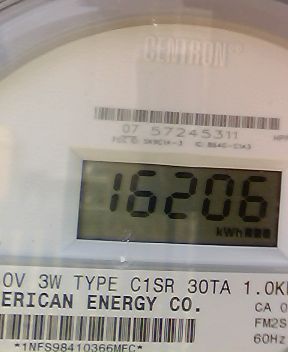 CENTRON
07 57245311
16206
kWh
0V 3W TYPE C1SR 30TA 1.0K
ERICAN ENERGY CO.
CA 0
FM2S
60Hz
*1NFS98410366MEC*